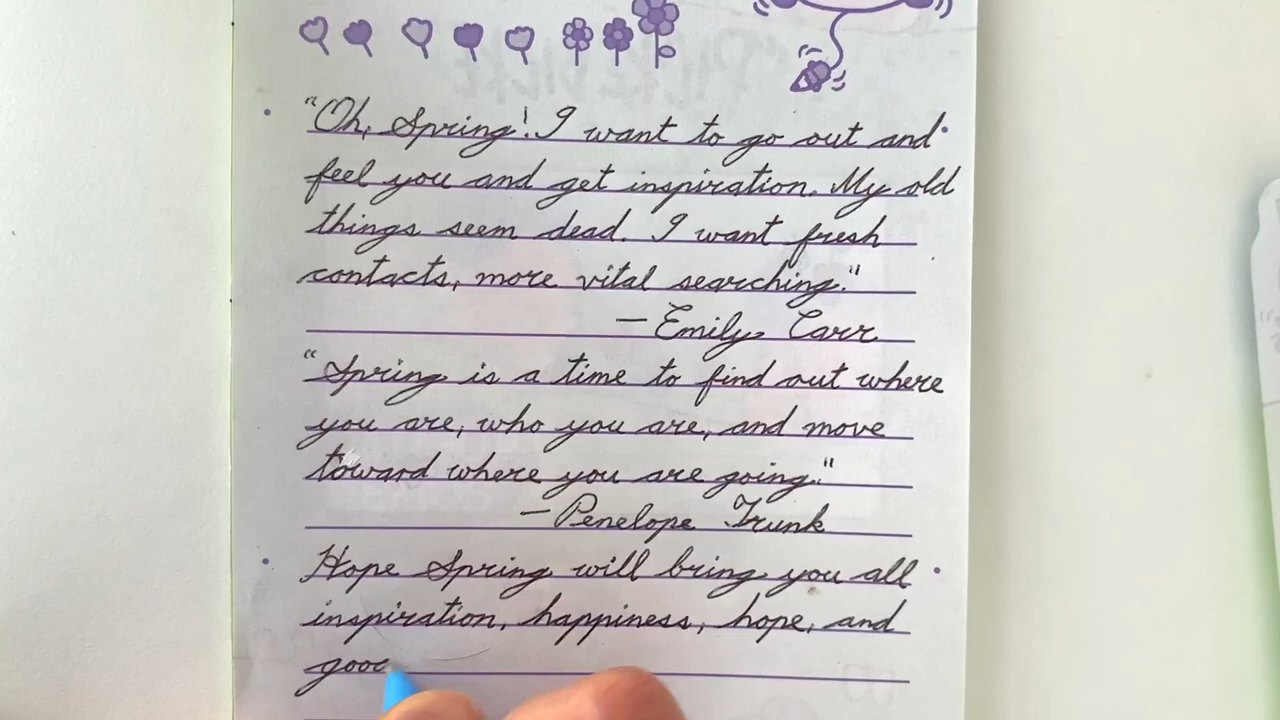 "Oh, Spring! I want to go out and
feel you and get inspiration. My old
things seem dead. I want fresh
contacts, more vital searching."
— Emily Carr
"Spring is a time to find out where
you are, who you are, and move
toward where you are going."
— Penelope Trunk
Hope Spring will bring you all
inspiration, happiness, hope, and